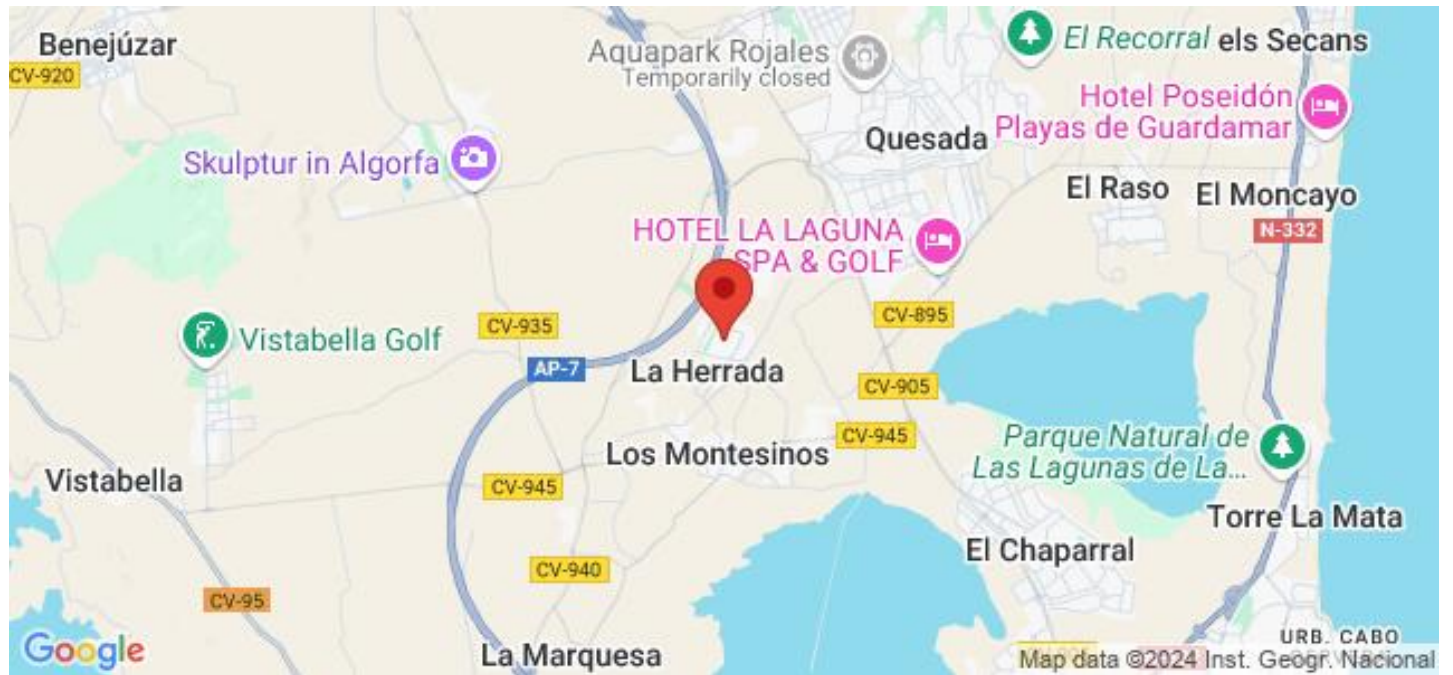 Benejúzar
CV-920
Aquapark Rojales
Temporarily closed
El Recorral
els Secans
Hotel Poseidón
Playas de Guardamar
Quesada
Skulptur in Algorfa
El Raso
El Moncayo
N-332
HOTEL LA LAGUNA
SPA & GOLF
CV-895
CV-935
Vistabella Golf
AP-7
La Herrada
CV-905
CV-945
Parque Natural de
Las Lagunas de La...
Los Montesinos
Vistabella
CV-945
Torre La Mata
El Chaparral
CV-940
CV-95
URB. CABO
Google
La Marquesa
Map data ©2024 Inst. Geogr. Nacional